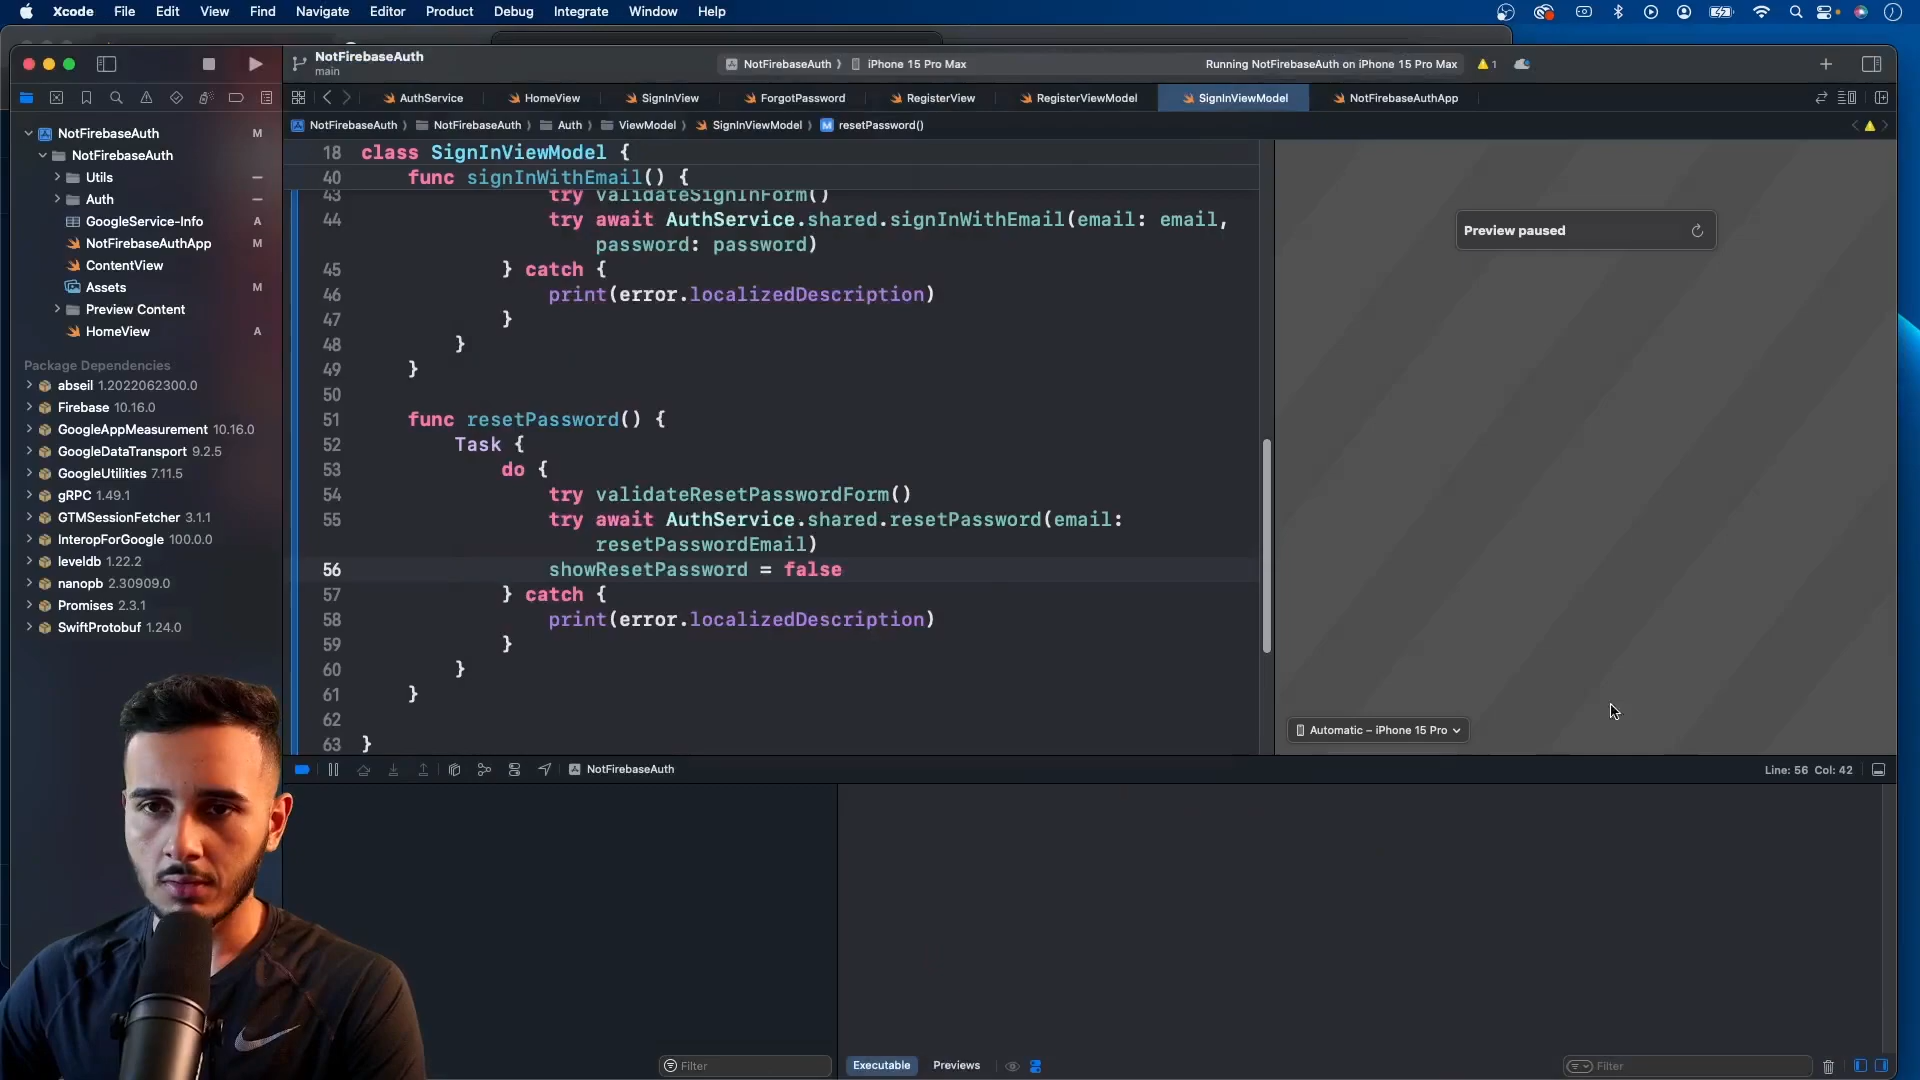 Xcode File Edit View Find Navigate Editor Product Debug Integrate Window Help
NotFirebaseAuth
main
NotFirebaseAuth iPhone 15 Pro Max
Running NotFirebaseAuth on iPhone 15 Pro Max 1
AuthService HomeView SignInView ForgotPassword RegisterView RegisterViewModel SignInViewModel NotFirebaseAuthApp
NotFirebaseAuth NotFirebaseAuth Auth ViewModel SignInViewModel M resetPassword()
NotFirebaseAuth M
NotFirebaseAuth
Utils
Auth
GoogleService-Info A
NotFirebaseAuthApp M
ContentView
Assets M
Preview Content
HomeView A
Package Dependencies
abseil 1.2022062300.0
Firebase 10.16.0
GoogleAppMeasurement 10.16.0
GoogleDataTransport 9.2.5
GoogleUtilities 7.11.5
gRPC 1.49.1
GTMSessionFetcher 3.1.1
InteropForGoogle 100.0.0
leveldb 1.22.2
nanopb 2.30909.0
Promises 2.3.1
SwiftProtobuf 1.24.0
18 class SignInViewModel {
40 func signInWithEmail() {
43 try validateSignInForm()
44 try await AuthService.shared.signInWithEmail(email: email,
password: password)
45 } catch {
46 print(error.localizedDescription)
47 }
48 }
49 }
50
51 func resetPassword() {
52 Task {
53 do {
54 try validateResetPasswordForm()
55 try await AuthService.shared.resetPassword(email:
resetPasswordEmail)
56 showResetPassword = false
57 } catch {
58 print(error.localizedDescription)
59 }
60 }
61 }
62
63 }
Preview paused
Automatic – iPhone 15 Pro
NotFirebaseAuth
Line: 56 Col: 42
Filter
Executable Previews
Filter